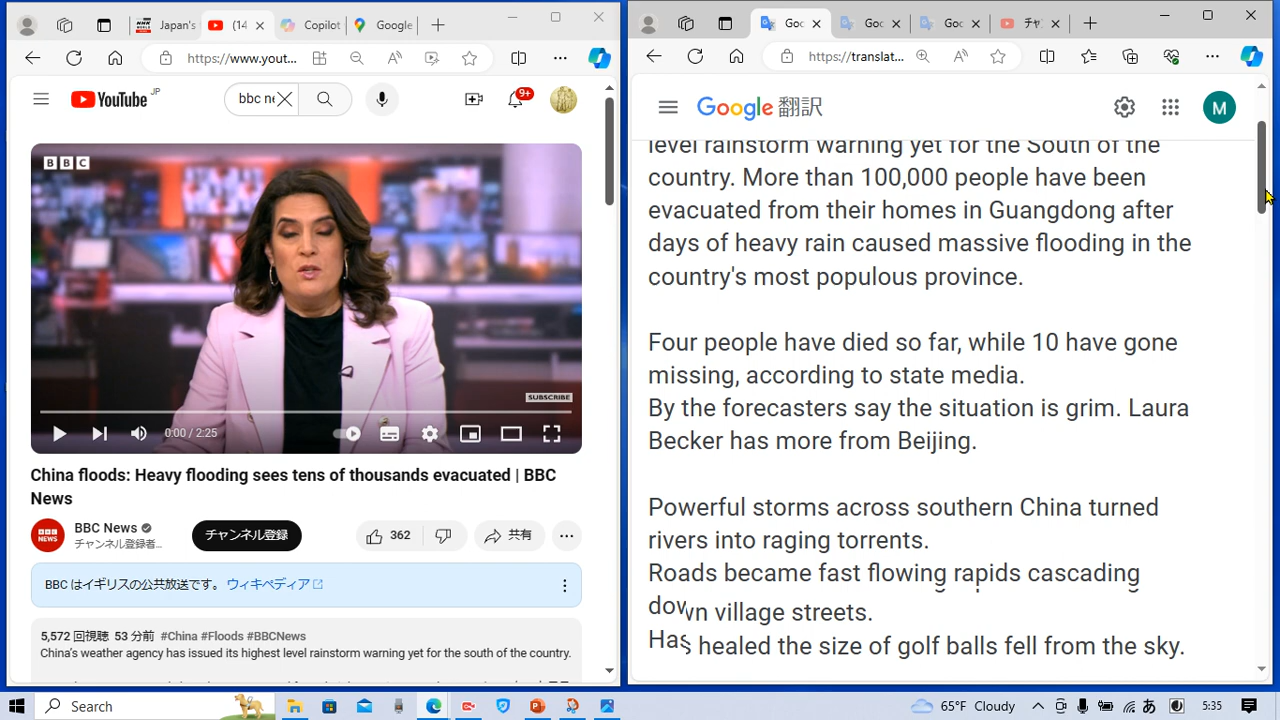 Japan's
(14
Copilot
Google
https://www.yout...
YouTube JP
bbc ne
9+
BBC
SUBSCRIBE
0:00 / 2:25
China floods: Heavy flooding sees tens of thousands evacuated | BBC
News
BBC NEWS
BBC News
チャンネル登録者...
チャンネル登録
362
共有
BBC はイギリスの公共放送です。 ウィキペディア
5,572 回視聴 53 分前 #China #Floods #BBCNews
China's weather agency has issued its highest level rainstorm warning yet for the south of the country.
Goo
Goo
Goo
チャ
https://translat...
Google 翻訳
M
level rainstorm warning yet for the South of the
country. More than 100,000 people have been
evacuated from their homes in Guangdong after
days of heavy rain caused massive flooding in the
country's most populous province.
Four people have died so far, while 10 have gone
missing, according to state media.
By the forecasters say the situation is grim. Laura
Becker has more from Beijing.
Powerful storms across southern China turned
rivers into raging torrents.
Roads became fast flowing rapids cascading
down village streets.
Has healed the size of golf balls fell from the sky.
Search
65°F Cloudy
あ
5:35